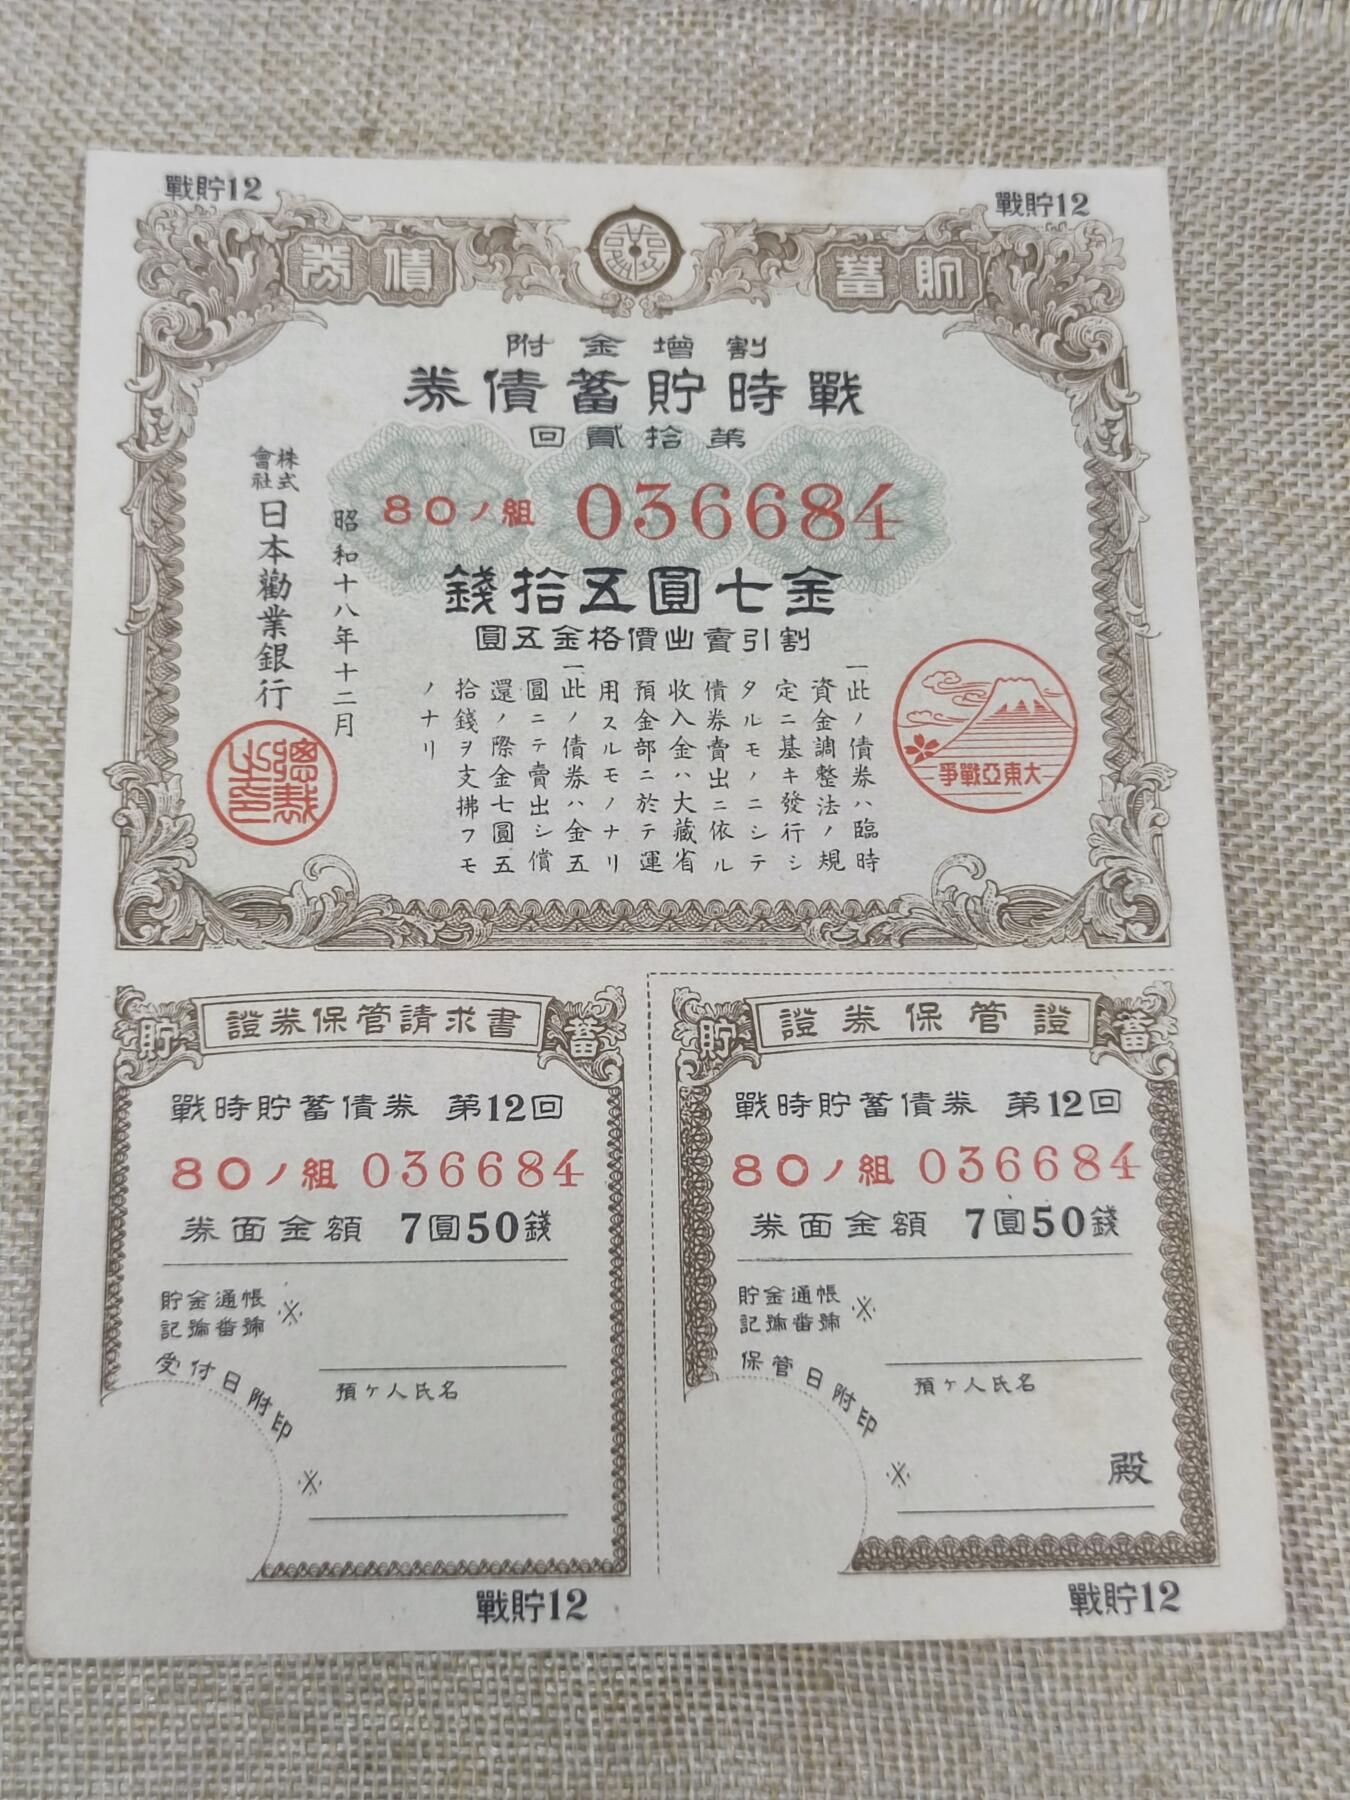 戰貯12
戰貯12
貯蓄
債券
割增金附
戰時貯蓄債券
第拾貳回
80ノ組 036684
金七圓五拾錢
割引賣出價格金五圓
一此ノ債券ハ臨時
資金調整法ノ規
定ニ基キ發行シ
タルモノニシテ
債券賣出ニ依ル
收入金ハ大藏省
預金部ニ於テ運
用スルモノナリ
一此ノ債券ハ金五
圓ニテ賣出シ償
還ノ際金七圓五
拾錢ヲ支拂フモ
ノナリ
昭和十八年十二月
株式會社
日本勸業銀行
總裁之印
大東亞戰爭
貯蓄
證券保管請求書
戰時貯蓄債券 第12回
80ノ組 036684
券面金額 7圓50錢
貯金通帳
記號番號
※
受付日附印
預ケ人氏名
※
戰貯12
貯蓄
證券保管證
戰時貯蓄債券 第12回
80ノ組 036684
券面金額 7圓50錢
貯金通帳
記號番號
※
保管日附印
預ケ人氏名
※
殿
戰貯12